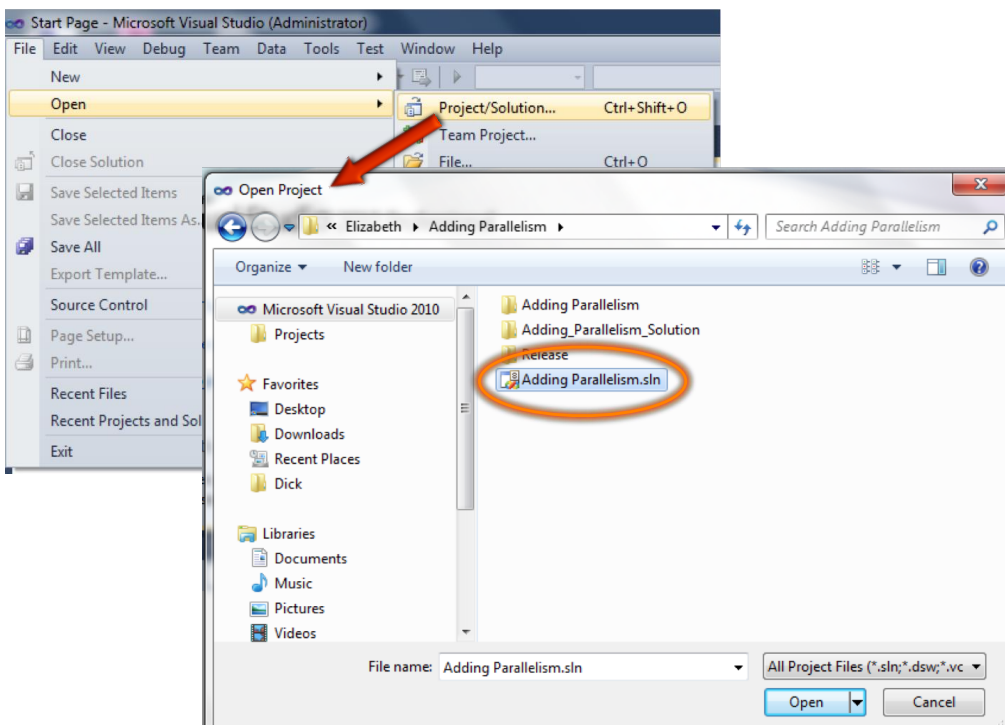 Start Page - Microsoft Visual Studio (Administrator)
File Edit View Debug Team Data Tools Test Window Help
New
Open
Project/Solution... Ctrl+Shift+O
Close
Team Project...
Close Solution
File... Ctrl+O
Save Selected Items
Open Project
Save Selected Items As.
« Elizabeth Adding Parallelism
Search Adding Parallelism
Save All
Export Template...
Organize New folder
Source Control
Page Setup...
Print...
Recent Files
Recent Projects and Sol
Exit
Microsoft Visual Studio 2010
Projects
Favorites
Desktop
Downloads
Recent Places
Dick
Libraries
Documents
Music
Pictures
Videos
Adding Parallelism
Adding_Parallelism_Solution
Release
Adding Parallelism.sln
File name: Adding Parallelism.sln
All Project Files (*.sln;*.dsw;*.vc
Open Cancel